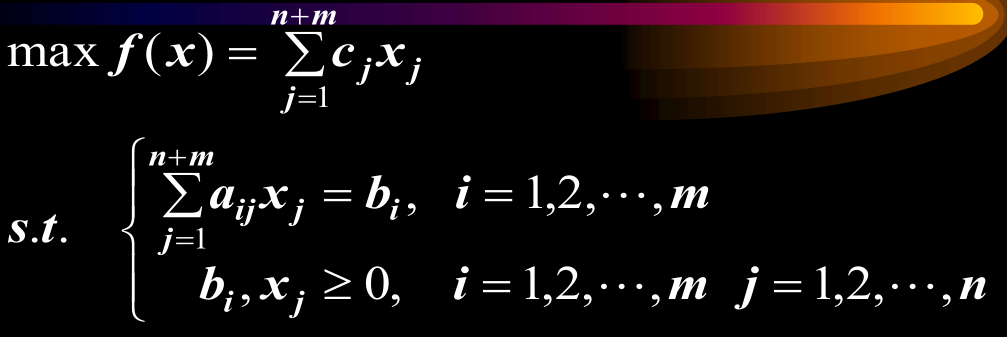 max f(x) = \sum_{j=1}^{n+m} c_j x_j
s.t. \begin{cases} \sum_{j=1}^{n+m} a_{ij} x_j = b_i, \quad i = 1,2,\cdots,m
b_i, x_j \geq 0, \quad i = 1,2,\cdots,m \quad j = 1,2,\cdots,n \end{cases}